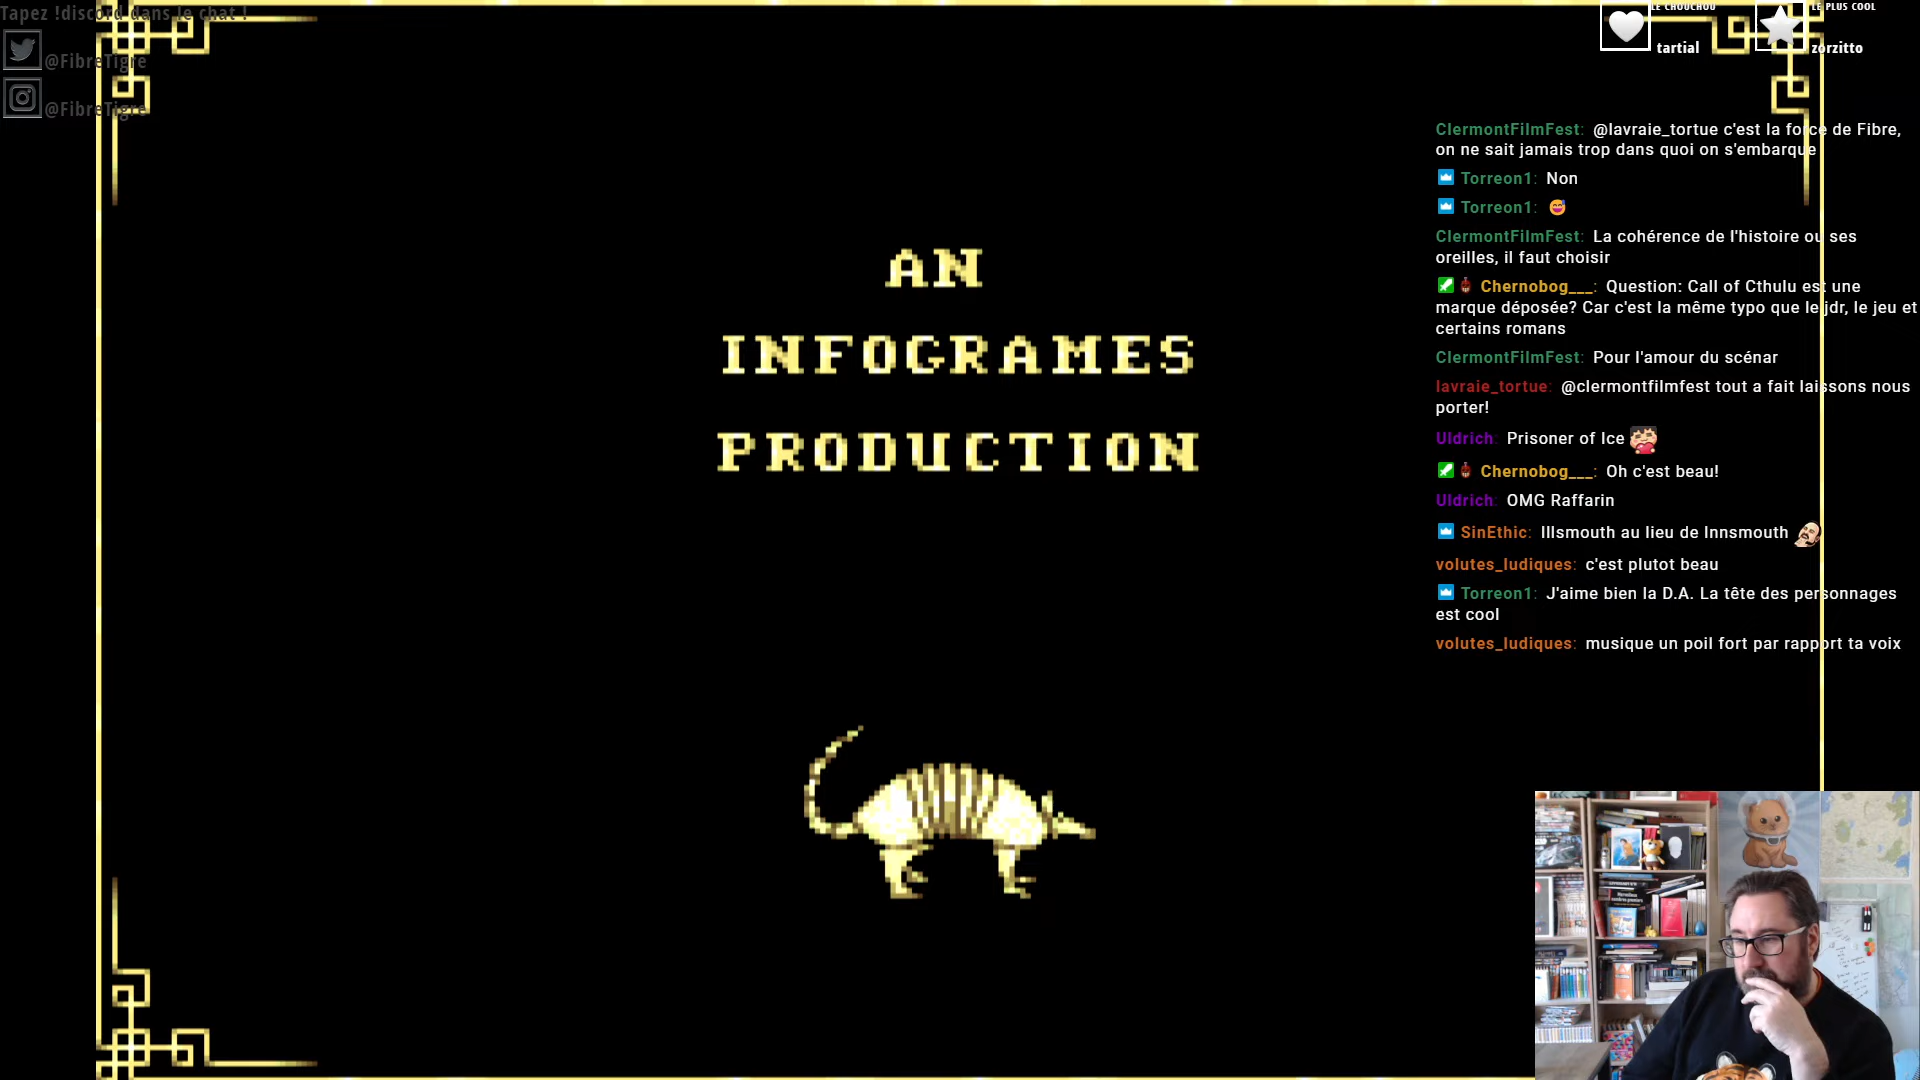 Tapez !discord dans le chat !
@FibreTigre
@FibreTigre
LE CHOUCHOU
tartial
LE PLUS COOL
zorzitto
AN
INFOGRAMES
PRODUCTION
ClermontFilmFest: @lavraie_tortue c'est la force de Fibre,
on ne sait jamais trop dans quoi on s'embarque
Torreon1: Non
Torreon1:
ClermontFilmFest: La cohérence de l'histoire ou ses
oreilles, il faut choisir
Chernobog___: Question: Call of Cthulu est une
marque déposée? Car c'est la même typo que le jdr, le jeu et
certains romans
ClermontFilmFest: Pour l'amour du scénar
lavraie_tortue: @clermontfilmfest tout a fait laissons nous
porter!
Uldrich: Prisoner of Ice
Chernobog___: Oh c'est beau!
Uldrich: OMG Raffarin
SinEthic: Illsmouth au lieu de Innsmouth
volutes_ludiques: c'est plutot beau
Torreon1: J'aime bien la D.A. La tête des personnages
est cool
volutes_ludiques: musique un poil fort par rapport ta voix